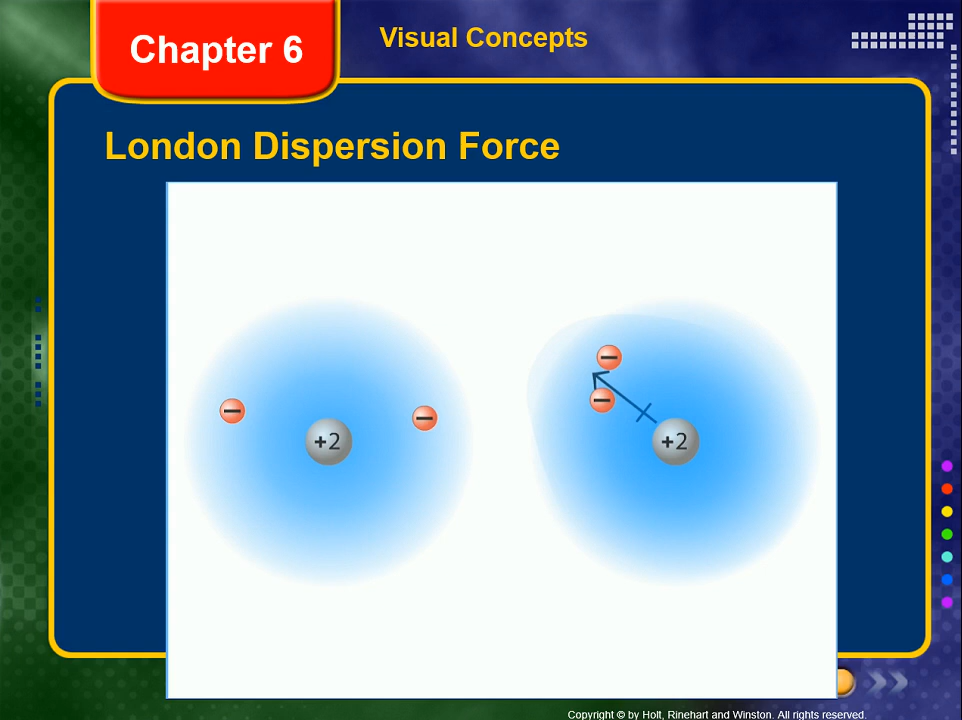 Chapter 6
Visual Concepts
London Dispersion Force
− − +2
− − +2
Copyright © by Holt, Rinehart and Winston. All rights reserved.